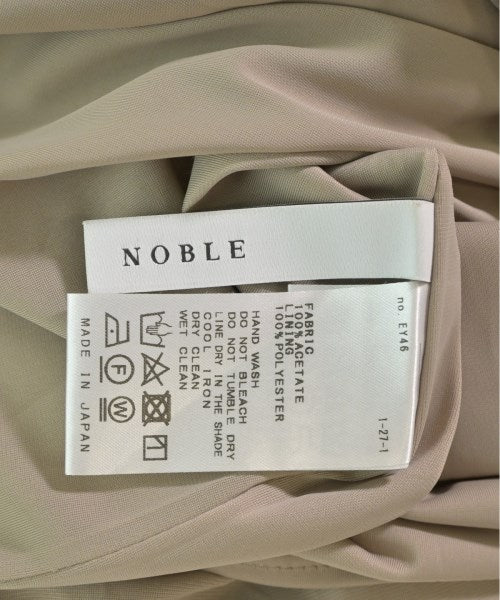 NOBLE
no. EY46
1-27-1
FABRIC
100%ACETATE
LINING
100%POLYESTER
HAND WASH
DO NOT BLEACH
DO NOT TUMBLE DRY
LINE DRY IN THE SHADE
COOL IRON
DRY CLEAN
WET CLEAN
F
W
MADE IN JAPAN